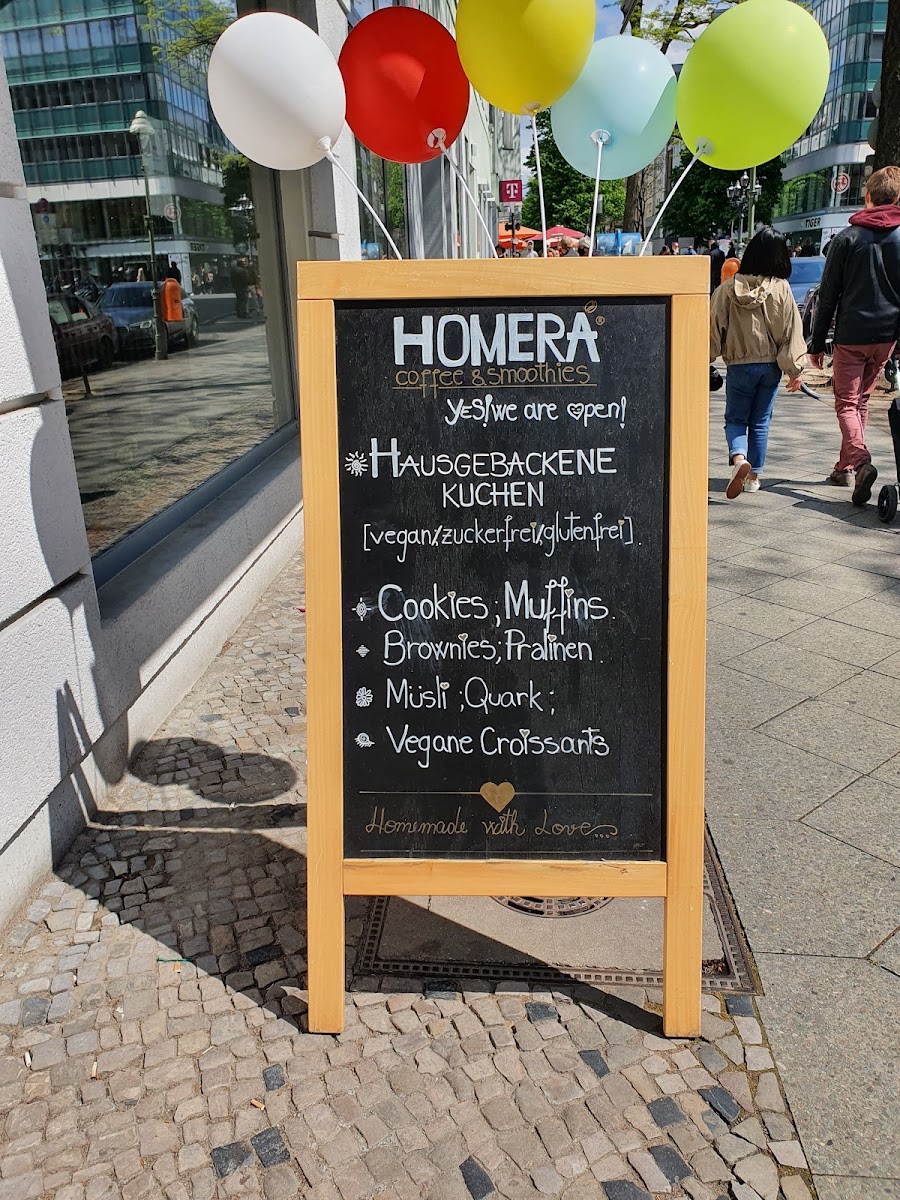 T
TIGER
HOMERA®
coffee & smoothies
YES! we are open!
HAUSGEBACKENE
KUCHEN
[vegan/zuckerfrei/glutenfrei].
Cookies; Muffins.
Brownies; Pralinen.
Müsli; Quark;
Vegane Croissants
Homemade with Love...